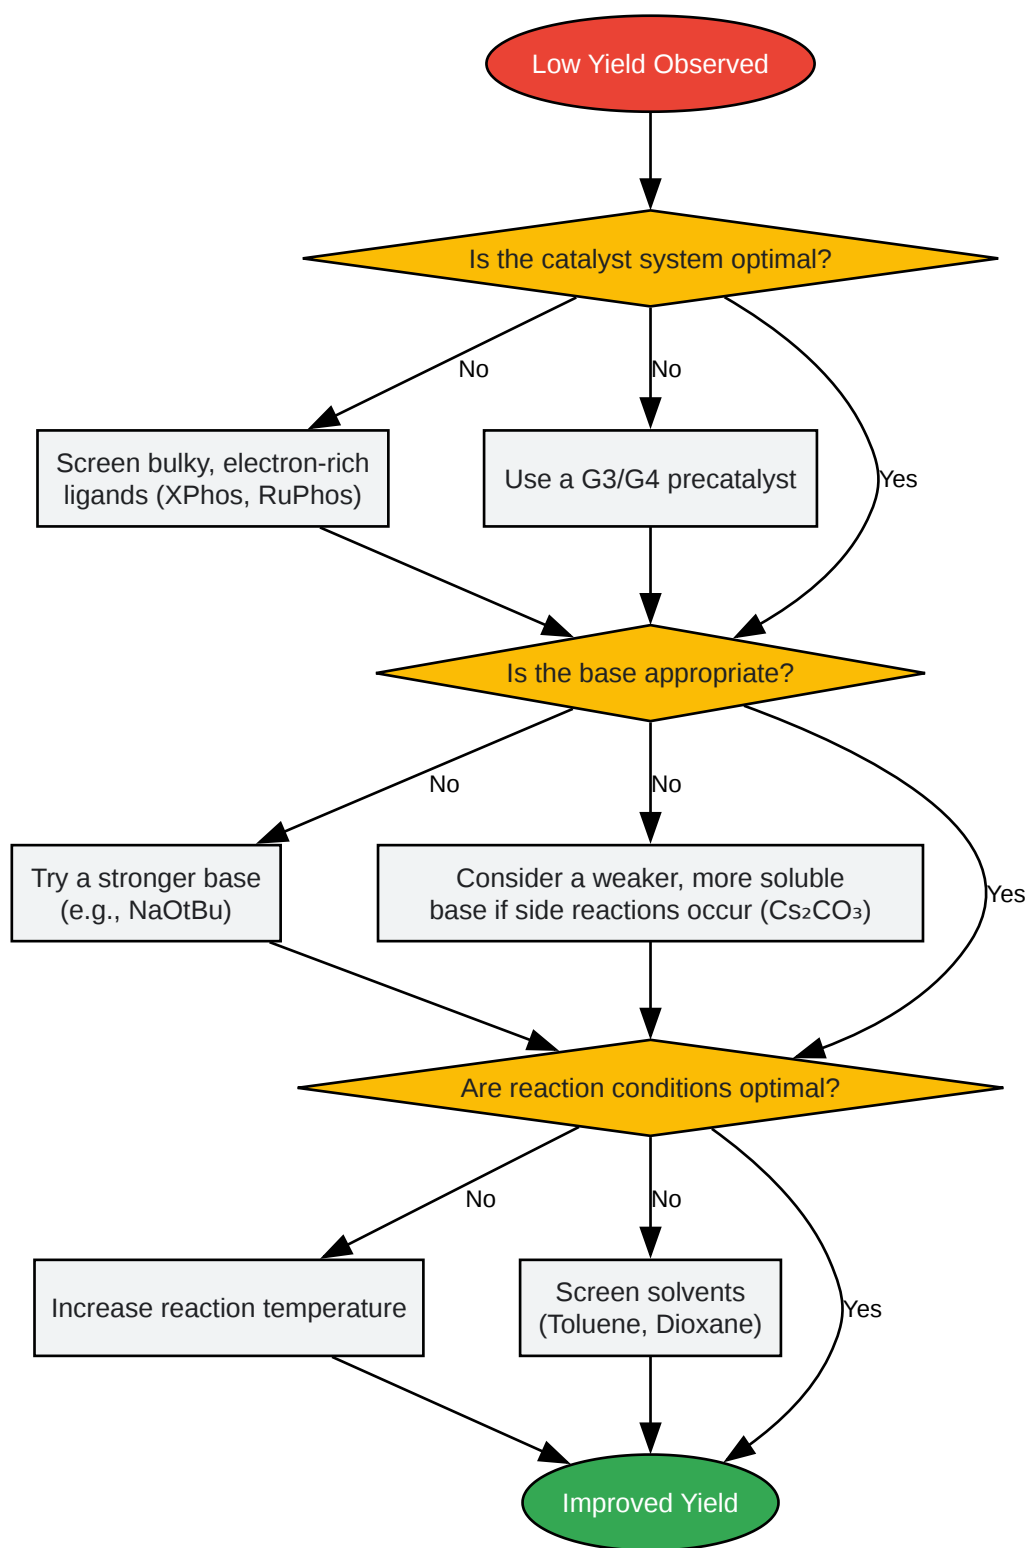 Low Yield Observed
Is the catalyst system optimal?
No
No
Yes
Screen bulky, electron-rich
ligands (XPhos, RuPhos)
Use a G3/G4 precatalyst
Is the base appropriate?
No
No
Yes
Try a stronger base
(e.g., NaOtBu)
Consider a weaker, more soluble
base if side reactions occur (Cs₂CO₃)
Are reaction conditions optimal?
No
No
Yes
Increase reaction temperature
Screen solvents
(Toluene, Dioxane)
Improved Yield